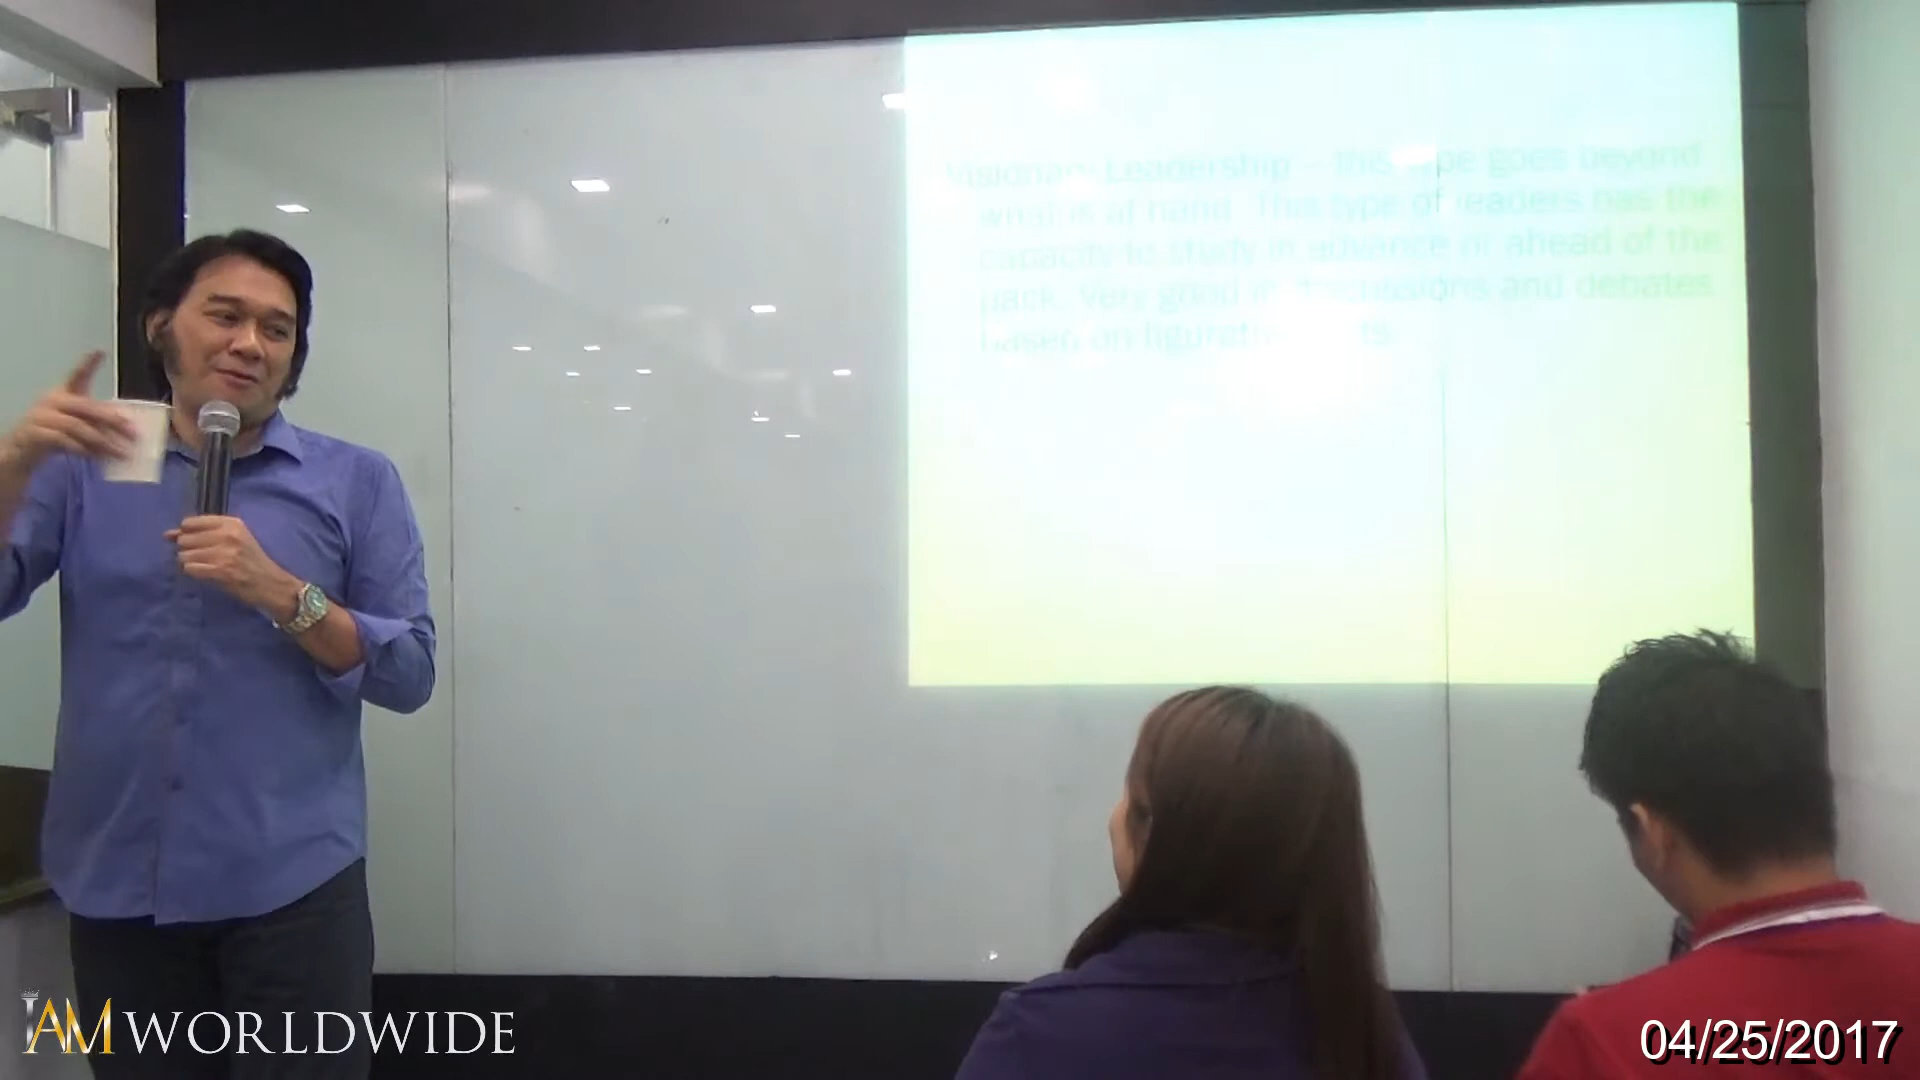 Visionary Leadership – this type goes beyond
what is at hand. This type of leaders has the
capacity to study in advance or ahead of the
pack. Very good in discussions and debates
based on figurative
IAM WORLDWIDE
04/25/2017